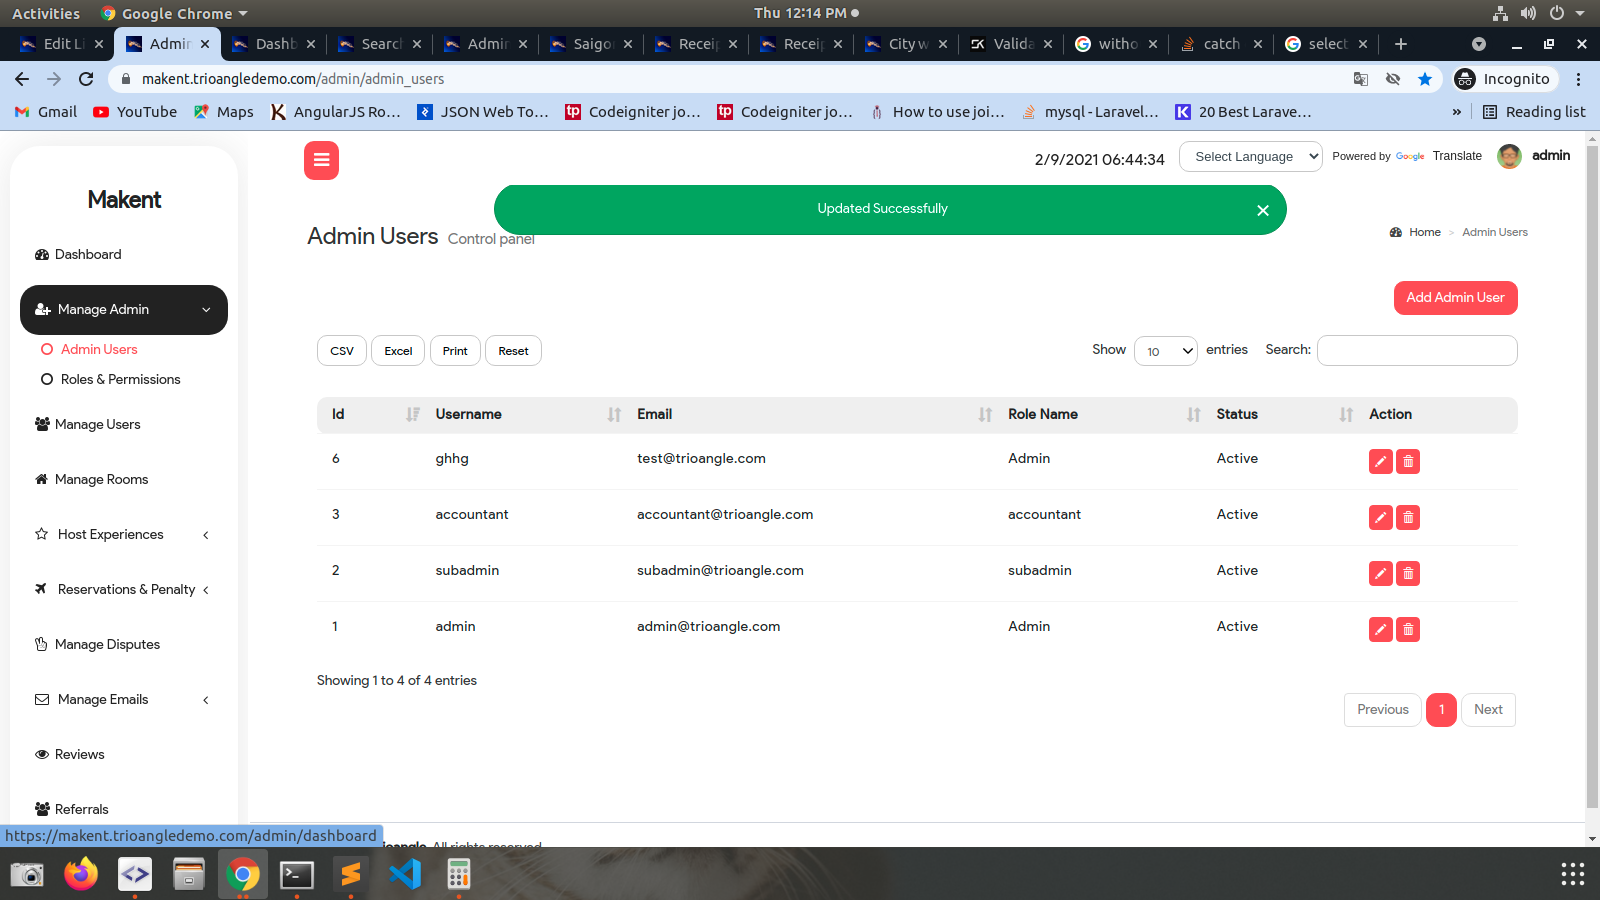 Activities Google Chrome Thu 12:14 PM
Edit Li Admin Dashb Search Admin Saigo Receip Receip City w Valida witho catch select
makent.trioangledemo.com/admin/admin_users Incognito
Gmail YouTube Maps AngularJS Ro... JSON Web To... Codeigniter jo... Codeigniter jo... How to use joi... mysql - Laravel... 20 Best Larave... » Reading list
2/9/2021 06:44:34 Select Language Powered by Google Translate admin
Makent
Updated Successfully
Admin Users Control panel
Home > Admin Users
Dashboard
Manage Admin
Admin Users
Roles & Permissions
Manage Users
Manage Rooms
Host Experiences
Reservations & Penalty
Manage Disputes
Manage Emails
Reviews
Referrals
Add Admin User
CSV Excel Print Reset
Show 10 entries Search:
Id Username Email Role Name Status Action
6 ghhg test@trioangle.com Admin Active
3 accountant accountant@trioangle.com accountant Active
2 subadmin subadmin@trioangle.com subadmin Active
1 admin admin@trioangle.com Admin Active
Showing 1 to 4 of 4 entries
Previous 1 Next
https://makent.trioangledemo.com/admin/dashboard
All rights reserved